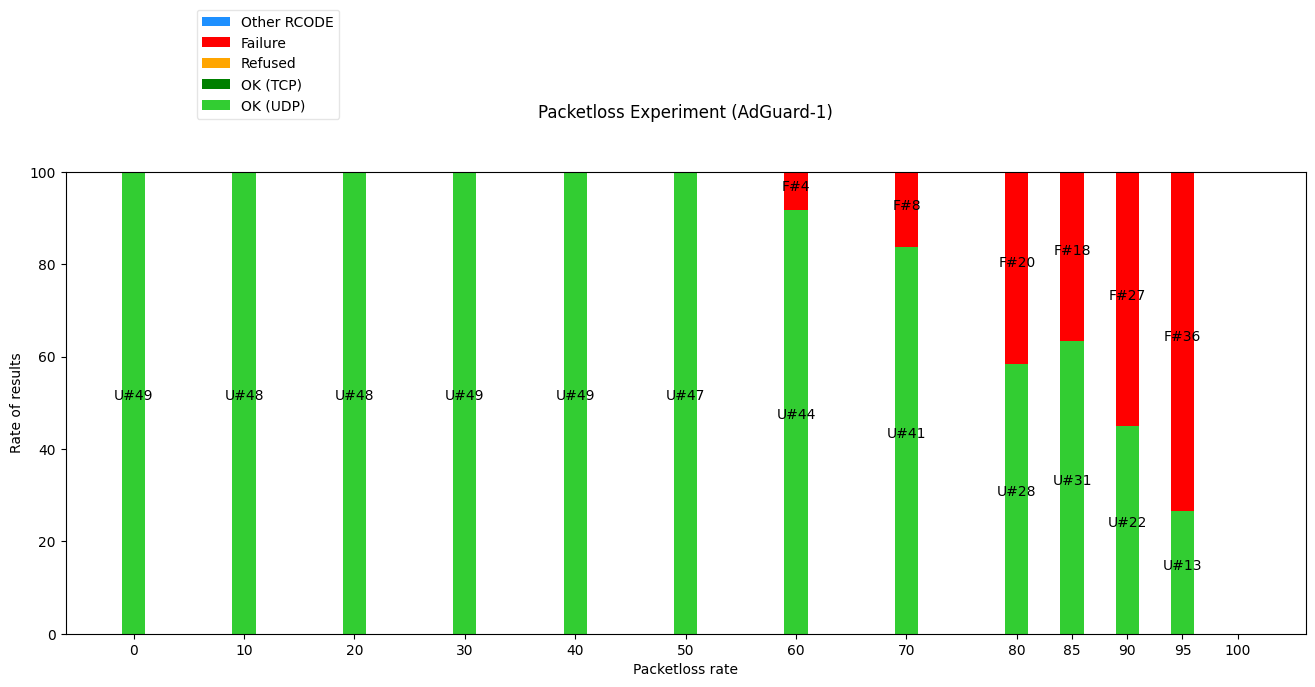 Other RCODE
Failure
Refused
OK (TCP)
OK (UDP)
Packetloss Experiment (AdGuard-1)
100
80
60
40
20
0
Rate of results
F#4
F#8
F#20
F#18
F#27
F#36
U#49
U#48
U#48
U#49
U#49
U#47
U#44
U#41
U#28
U#31
U#22
U#13
0 10 20 30 40 50 60 70 80 85 90 95 100
Packetloss rate